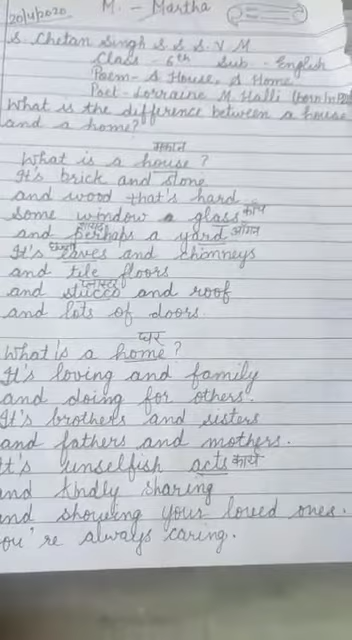 20/4/2020
M. - Martha
S. Chetan Singh S S S. V M
Class - 6th Sub - English
Poem - A House, A Home
Poet - Lorraine M. Halli (born in
What is the difference between a house
and a home?
मकान
What is a house?
It's brick and stone
and wood that's hard
Some window glass काँच
and perhaps a yard आँगन
It's eaves and chimneys
and tile floors
and stucco and roof
and lots of doors.
घर
What is a home?
It's loving and family
and doing for others.
It's brothers and sisters
and fathers and mothers.
It's unselfish acts कार्य
and kindly sharing
and showing your loved ones.
ou're always caring.